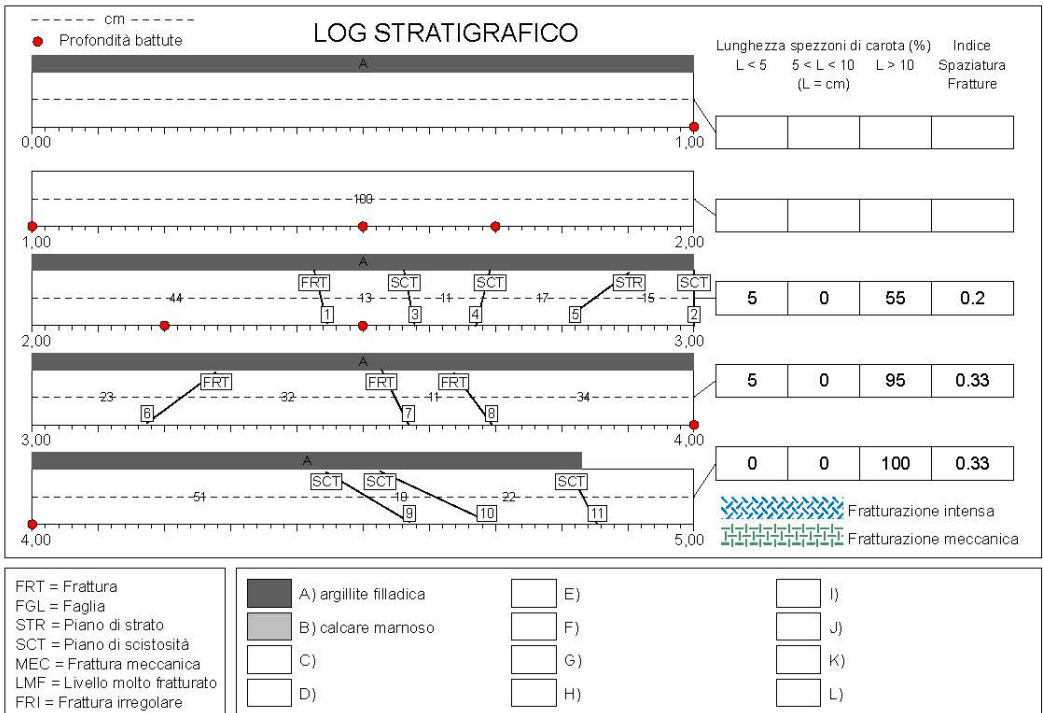 cm
Profondità battute
LOG STRATIGRAFICO
Lunghezza spezzoni di carota (%)
L < 5
5 < L < 10
L > 10
(L = cm)
Indice
Spaziatura
Fratture
A
0,00
1,00
100
1,00
2,00
A
FRT
SCT
SCT
STR
SCT
44
13
11
17
15
1
3
4
5
2
2,00
3,00
5
0
55
0.2
A
FRT
FRT
FRT
23
32
11
34
6
7
8
3,00
4,00
5
0
95
0.33
A
SCT
SCT
SCT
51
18
22
9
10
11
4,00
5,00
0
0
100
0.33
Fratturazione intensa
Fratturazione meccanica
FRT = Frattura
FGL = Faglia
STR = Piano di strato
SCT = Piano di scistosità
MEC = Frattura meccanica
LMF = Livello molto fratturato
FRI = Frattura irregolare
A) argillite filladica
B) calcare marnoso
C)
D)
E)
F)
G)
H)
I)
J)
K)
L)